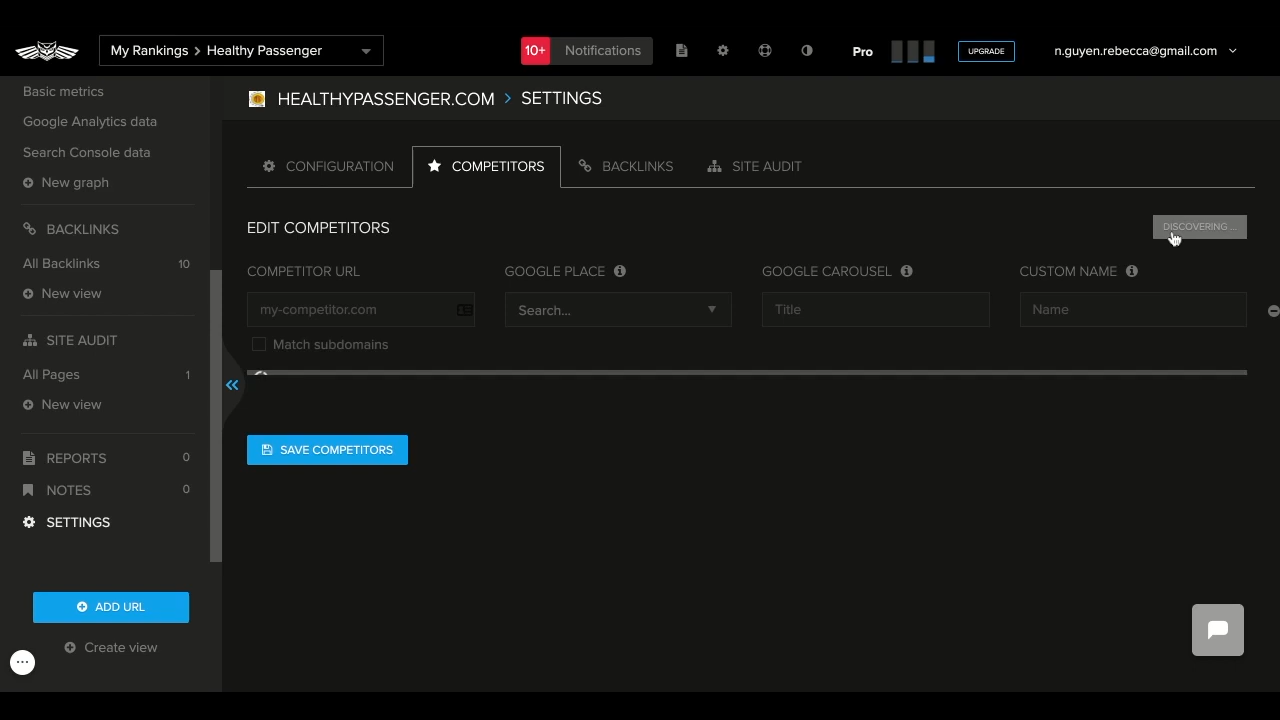 My Rankings > Healthy Passenger
10+ Notifications
Pro
UPGRADE
n.guyen.rebecca@gmail.com
Basic metrics
Google Analytics data
Search Console data
New graph
BACKLINKS
All Backlinks 10
New view
SITE AUDIT
All Pages 1
New view
REPORTS 0
NOTES 0
SETTINGS
ADD URL
Create view
HEALTHYPASSENGER.COM > SETTINGS
CONFIGURATION
COMPETITORS
BACKLINKS
SITE AUDIT
EDIT COMPETITORS
DISCOVERING ...
COMPETITOR URL
GOOGLE PLACE
GOOGLE CAROUSEL
CUSTOM NAME
my-competitor.com
Search...
Title
Name
Match subdomains
SAVE COMPETITORS